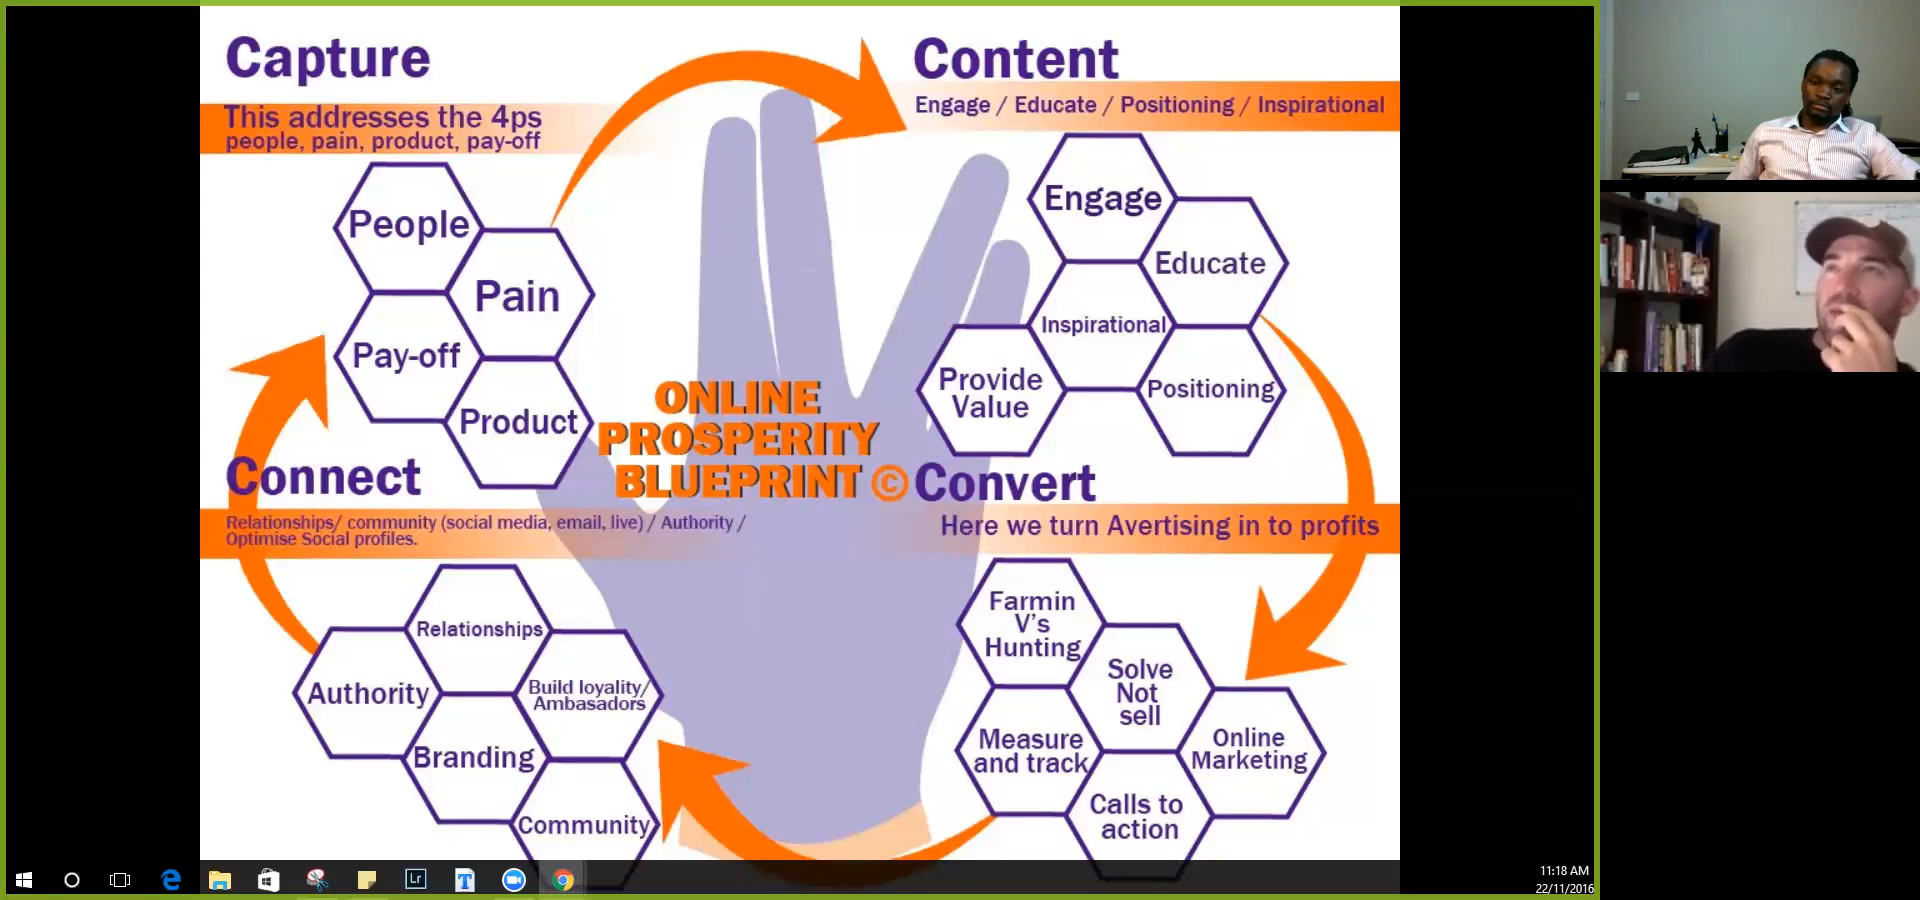 Capture
This addresses the 4ps
people, pain, product, pay-off
People
Pain
Pay-off
Product
Content
Engage / Educate / Positioning / Inspirational
Engage
Educate
Inspirational
Provide
Value
Positioning
ONLINE
PROSPERITY
BLUEPRINT ©
Connect
Relationships/ community (social media, email, live) / Authority /
Optimise Social profiles.
Relationships
Authority
Build loyality/
Ambasadors
Branding
Community
Convert
Here we turn Avertising in to profits
Farmin
V's
Hunting
Solve
Not
sell
Measure
and track
Online
Marketing
Calls to
action
Lr
T
11:18 AM
22/11/2016